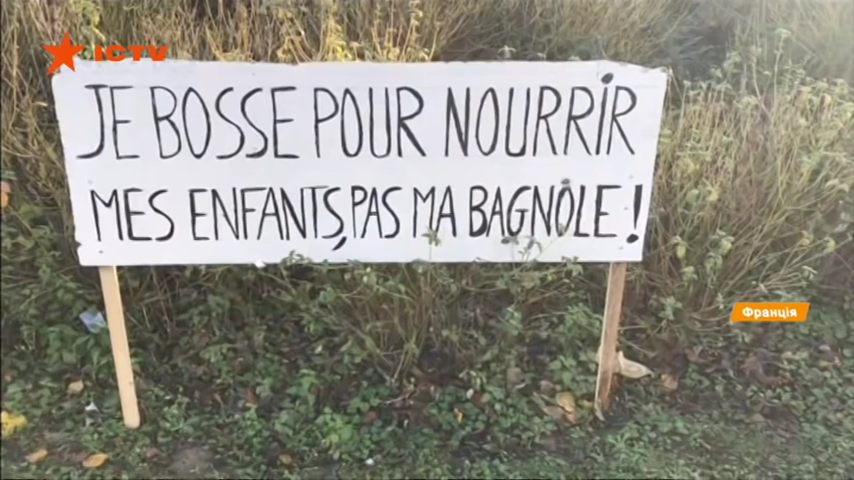 ICTV
JE BOSSE POUR NOURRIR
MES ENFANTS, PAS MA BAGNOLE !
Франція